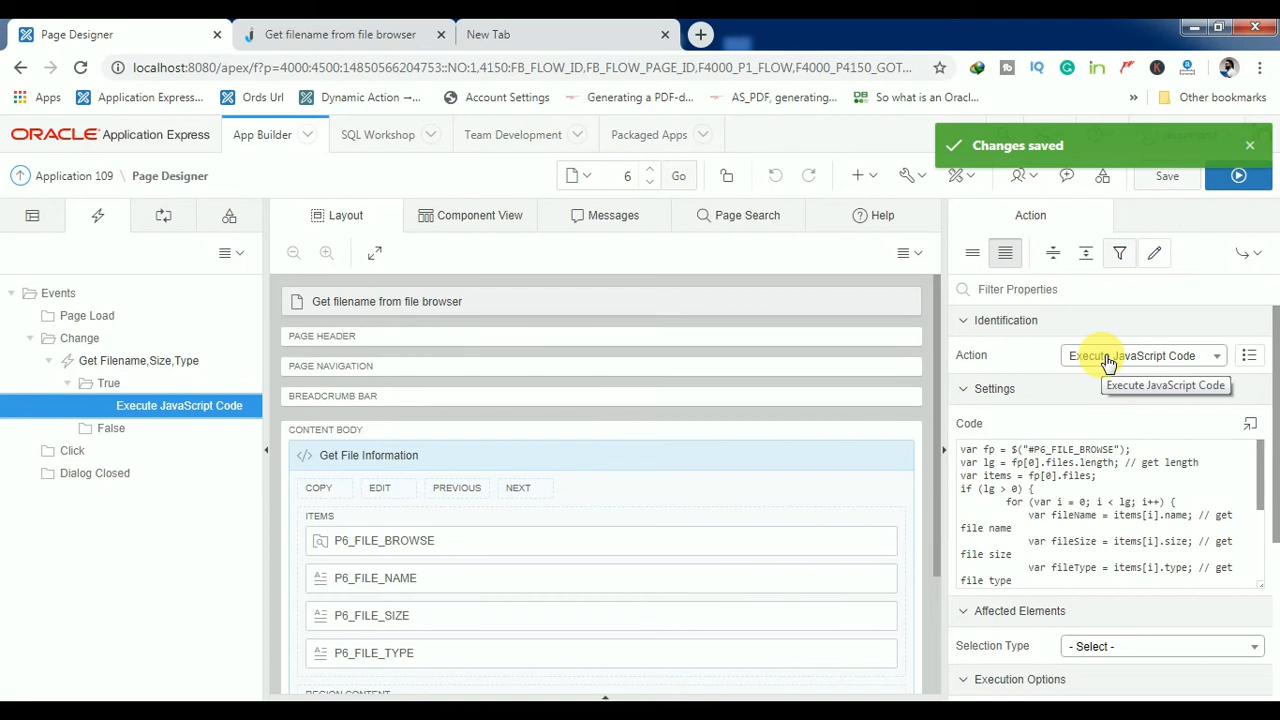 Page Designer
Get filename from file browser
New Tab
localhost:8080/apex/f?p=4000:4500:14850566204753::NO:1,4150:FB_FLOW_ID,FB_FLOW_PAGE_ID,F4000_P1_FLOW,F4000_P4150_GOT...
Apps
Application Express...
Ords Url
Dynamic Action →...
Account Settings
Generating a PDF-d...
AS_PDF, generating...
So what is an Oracl...
»
Other bookmarks
ORACLE Application Express
App Builder
SQL Workshop
Team Development
Packaged Apps
Changes saved
Application 109 \ Page Designer
6
Go
Save
Layout
Component View
Messages
Page Search
Help
Action
Events
Page Load
Change
Get Filename,Size,Type
True
Execute JavaScript Code
False
Click
Dialog Closed
Get filename from file browser
PAGE HEADER
PAGE NAVIGATION
BREADCRUMB BAR
CONTENT BODY
Get File Information
COPY
EDIT
PREVIOUS
NEXT
ITEMS
P6_FILE_BROWSE
P6_FILE_NAME
P6_FILE_SIZE
P6_FILE_TYPE
REGION CONTENT
Filter Properties
Identification
Action
Execute JavaScript Code
Execute JavaScript Code
Settings
Code
var fp = $("#P6_FILE_BROWSE");
var lg = fp[0].files.length; // get length
var items = fp[0].files;
if (lg > 0) {
for (var i = 0; i < lg; i++) {
var fileName = items[i].name; // get
file name
var fileSize = items[i].size; // get
file size
var fileType = items[i].type; // get
file type
Affected Elements
Selection Type
- Select -
Execution Options